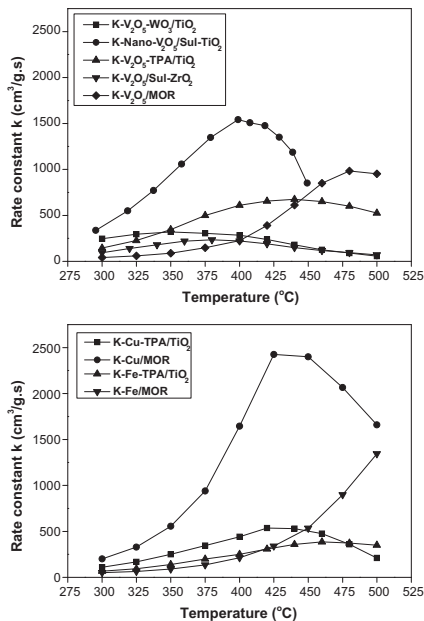 2500
2000
1500
1000
500
0
Rate constant k (cm³/g.s)
K-V₂O₅-WO₃/TiO₂
K-Nano-V₂O₅/Sul-TiO₂
K-V₂O₅-TPA/TiO₂
K-V₂O₅/Sul-ZrO₂
K-V₂O₅/MOR
275 300 325 350 375 400 425 450 475 500 525
Temperature (°C)
2500
2000
1500
1000
500
0
Rate constant k (cm³/g.s)
K-Cu-TPA/TiO₂
K-Cu/MOR
K-Fe-TPA/TiO₂
K-Fe/MOR
275 300 325 350 375 400 425 450 475 500 525
Temperature (°C)